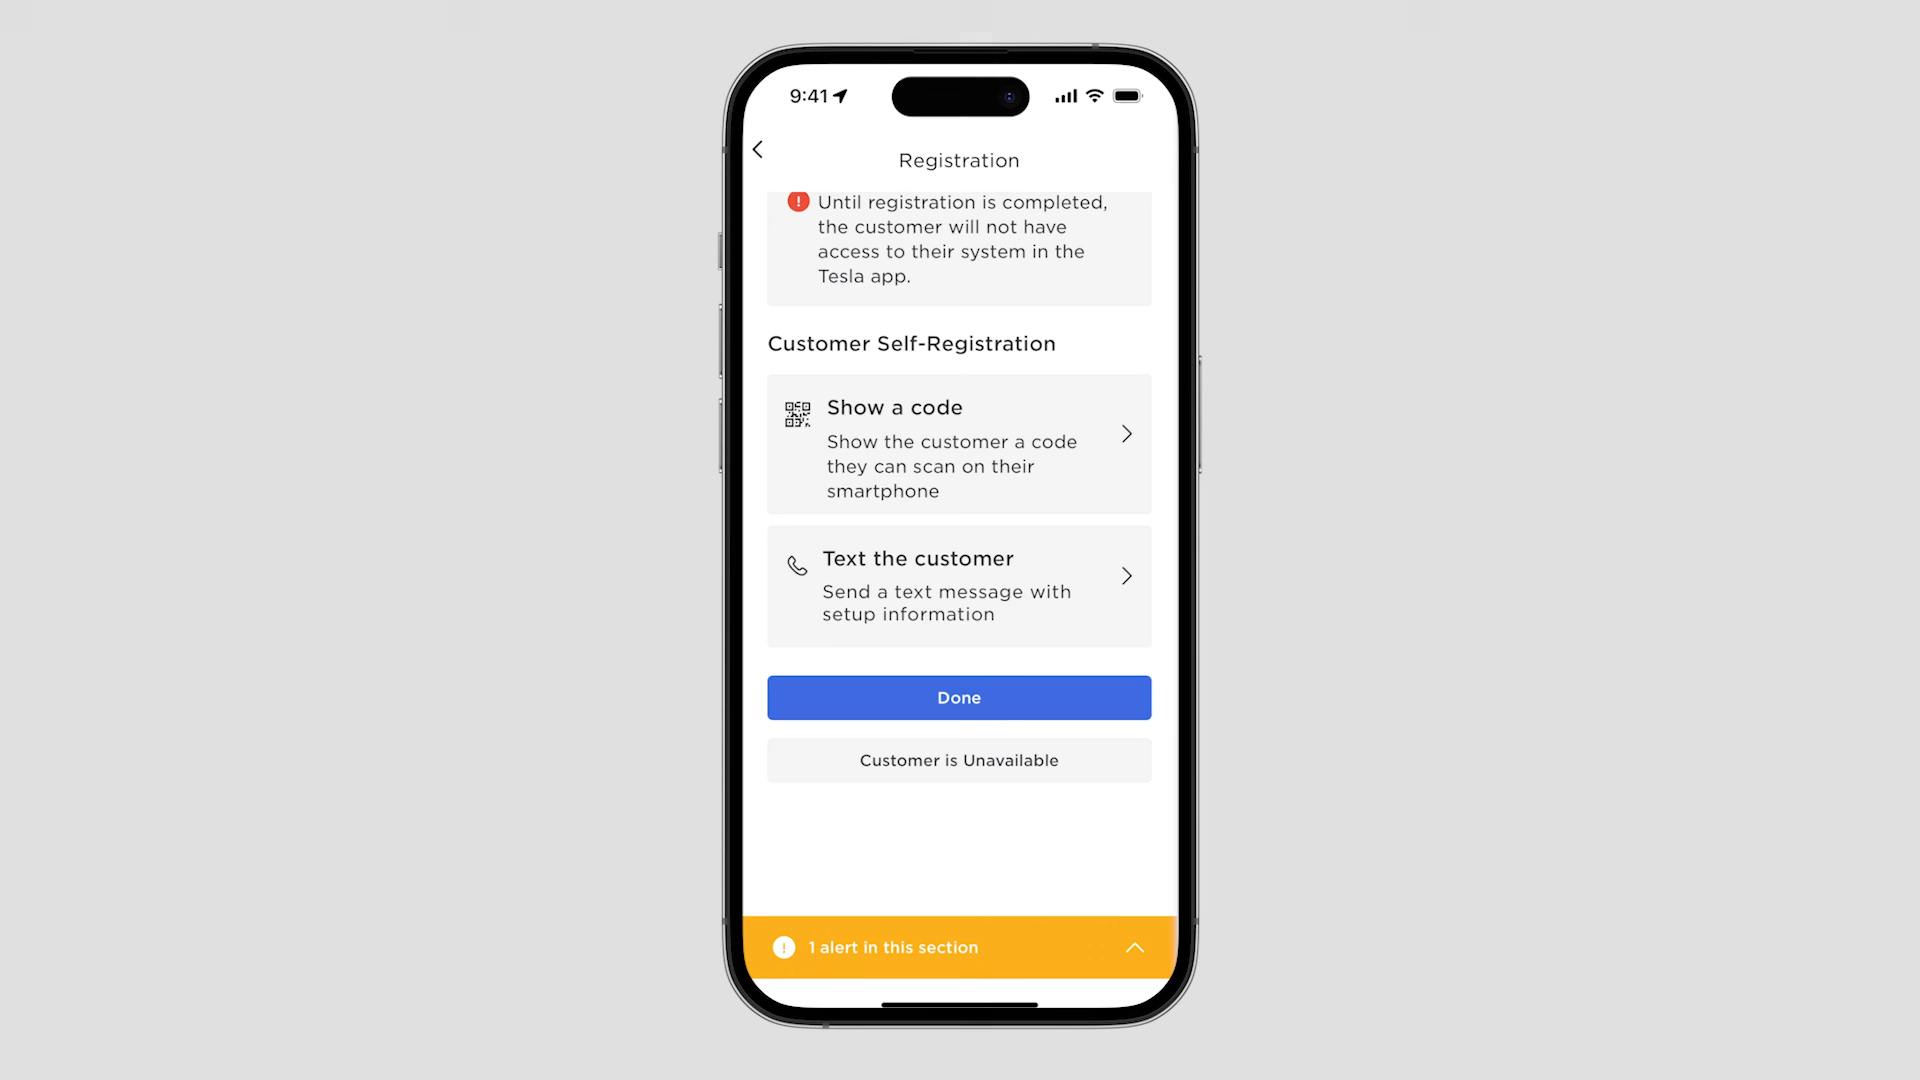 9:41
Registration
Until registration is completed,
the customer will not have
access to their system in the
Tesla app.
Customer Self-Registration
Show a code
Show the customer a code
they can scan on their
smartphone
Text the customer
Send a text message with
setup information
Done
Customer is Unavailable
1 alert in this section